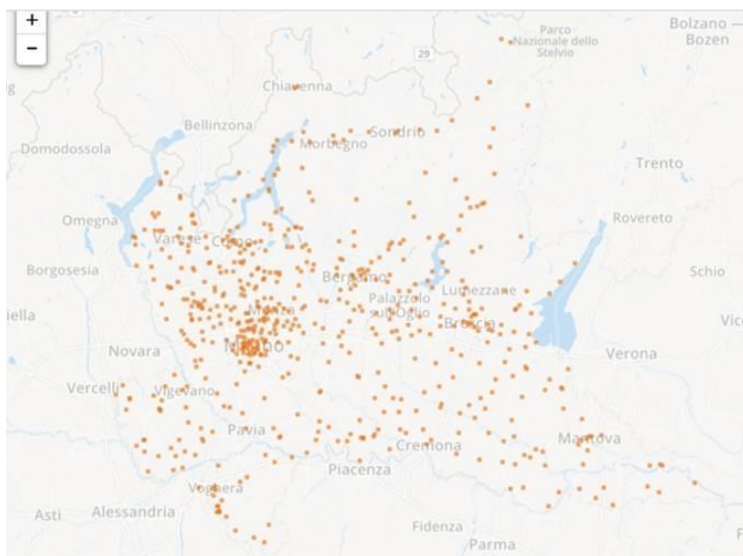 +
−
Parco
Nazionale dello
Stelvio
Bolzano —
Bozen
29
Chiavenna
Bellinzona
Morbegno
Sondrio
Domodossola
Trento
Omegna
Rovereto
Varese
Como
Borgosesia
Bergamo
Schio
Lumezzane
Palazzolo
sull'Oglio
iella
Monza
Brescia
Vic
Milano
Novara
Verona
Vercelli
Vigevano
Pavia
Cremona
Mantova
Piacenza
Voghera
Asti
Alessandria
Fidenza
Parma
F